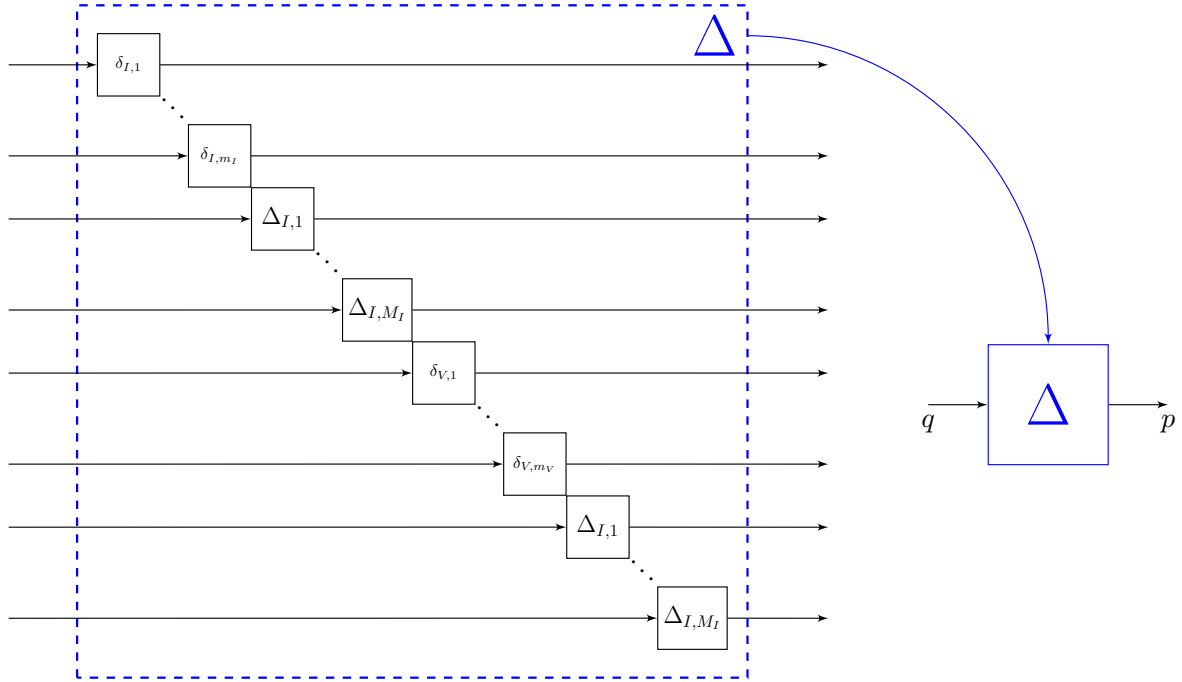 Δ
δ_{I,1}
δ_{I,m_I}
Δ_{I,1}
Δ_{I,M_I}
δ_{V,1}
δ_{V,m_V}
Δ_{I,1}
Δ_{I,M_I}
Δ
q
p